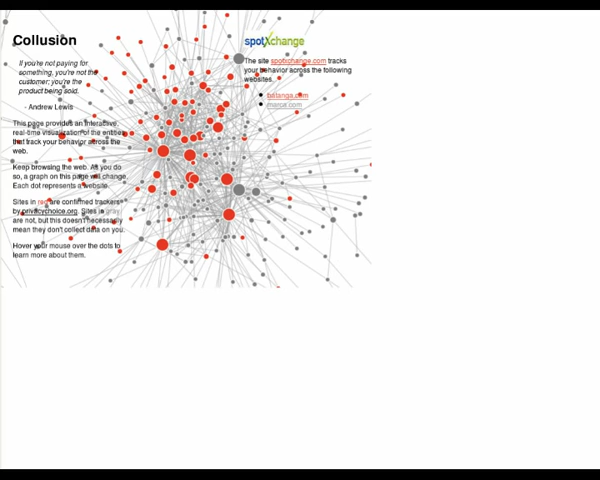 Collusion
If you're not paying for
something, you're not the
customer; you're the
product being sold.
- Andrew Lewis
This page provides an interactive,
real-time visualization of the entities
that track your behavior across the
web.
Keep browsing the web. As you do
so, a graph on this page will change.
Each dot represents a website.
Sites in red are confirmed trackers
by privacychoice.org. Sites in gray
are not, but this doesn't necessarily
mean they don't collect data on you.
Hover your mouse over the dots to
learn more about them.
spotXchange
The site spotxchange.com tracks
your behavior across the following
websites.
batanga.com
marca.com